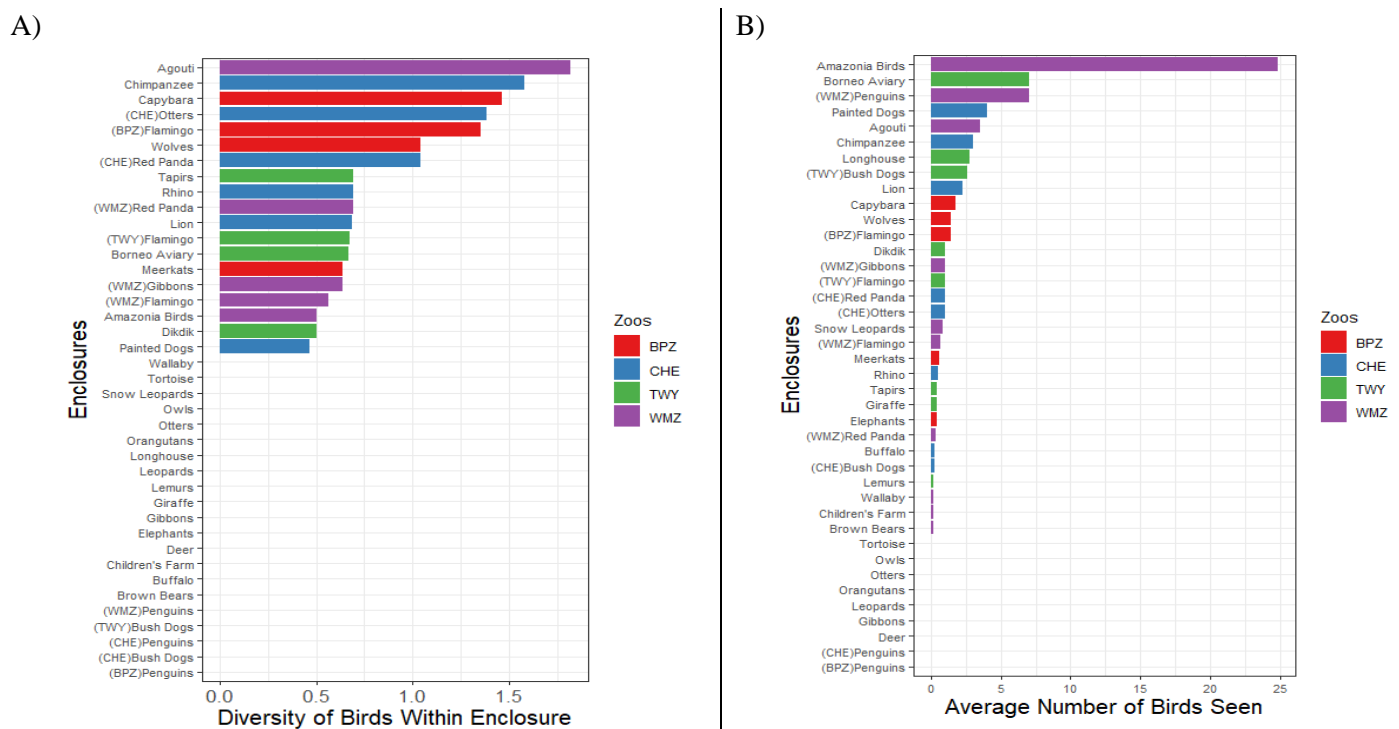 A)
Agouti
Chimpanzee
Capybara
(CHE)Otters
(BPZ)Flamingo
Wolves
(CHE)Red Panda
Tapirs
Rhino
(WMZ)Red Panda
Lion
(TWY)Flamingo
Borneo Aviary
Meerkats
(WMZ)Gibbons
(WMZ)Flamingo
Amazonia Birds
Dikdik
Painted Dogs
Wallaby
Tortoise
Snow Leopards
Owls
Otters
Orangutans
Longhouse
Leopards
Lemurs
Giraffe
Gibbons
Elephants
Deer
Children's Farm
Buffalo
Brown Bears
(WMZ)Penguins
(TWY)Bush Dogs
(CHE)Penguins
(CHE)Bush Dogs
(BPZ)Penguins
Enclosures
0.0 0.5 1.0 1.5
Diversity of Birds Within Enclosure
Zoos
BPZ
CHE
TWY
WMZ
B)
Amazonia Birds
Borneo Aviary
(WMZ)Penguins
Painted Dogs
Agouti
Chimpanzee
Longhouse
(TWY)Bush Dogs
Lion
Capybara
Wolves
(BPZ)Flamingo
Dikdik
(WMZ)Gibbons
(TWY)Flamingo
(CHE)Red Panda
(CHE)Otters
Snow Leopards
(WMZ)Flamingo
Meerkats
Rhino
Tapirs
Giraffe
Elephants
(WMZ)Red Panda
Buffalo
(CHE)Bush Dogs
Lemurs
Wallaby
Children's Farm
Brown Bears
Tortoise
Owls
Otters
Orangutans
Leopards
Gibbons
Deer
(CHE)Penguins
(BPZ)Penguins
Enclosures
0 5 10 15 20 25
Average Number of Birds Seen
Zoos
BPZ
CHE
TWY
WMZ